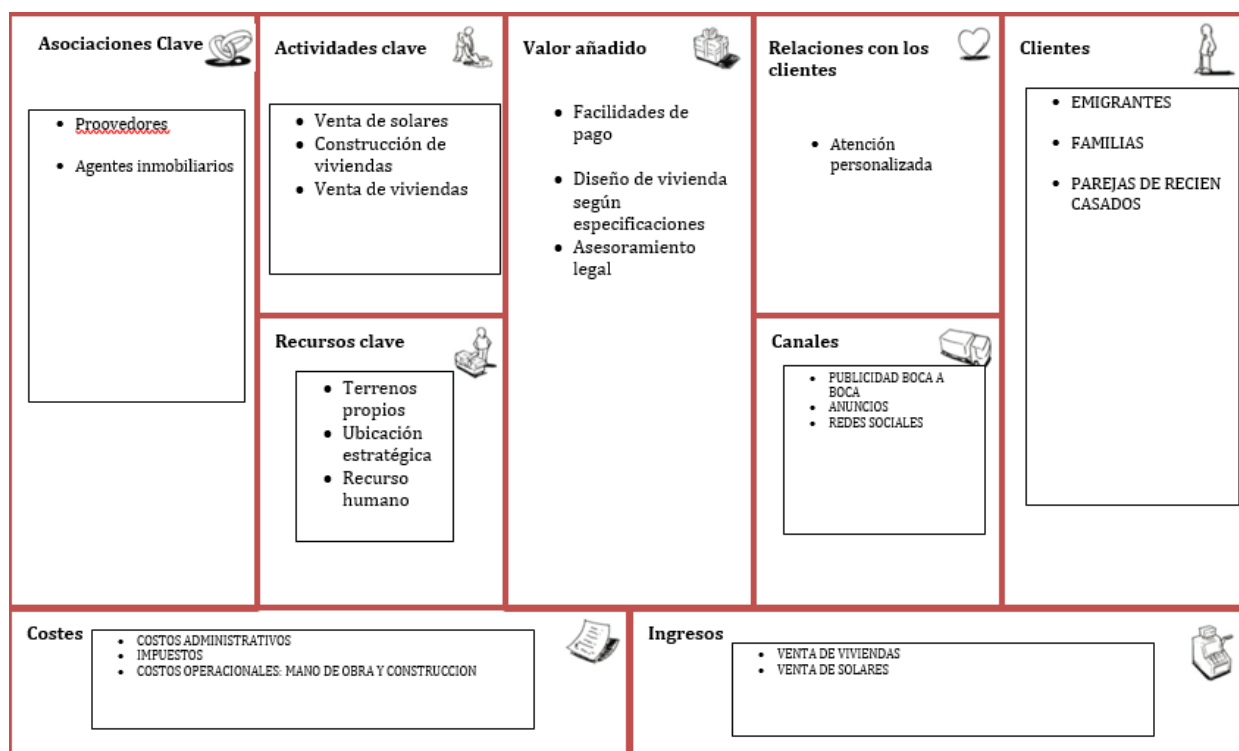 Asociaciones Clave
Proovedores
Agentes inmobiliarios
Actividades clave
Venta de solares
Construcción de
viviendas
Venta de viviendas
Recursos clave
Terrenos
propios
Ubicación
estratégica
Recurso
humano
Valor añadido
Facilidades de
pago
Diseño de vivienda
según
especificaciones
Asesoramiento
legal
Relaciones con los
clientes
Atención
personalizada
Canales
PUBLICIDAD BOCA A
BOCA
ANUNCIOS
REDES SOCIALES
Clientes
EMIGRANTES
FAMILIAS
PAREJAS DE RECIEN
CASADOS
Costes
COSTOS ADMINISTRATIVOS
IMPUESTOS
COSTOS OPERACIONALES: MANO DE OBRA Y CONSTRUCCION
Ingresos
VENTA DE VIVIENDAS
VENTA DE SOLARES